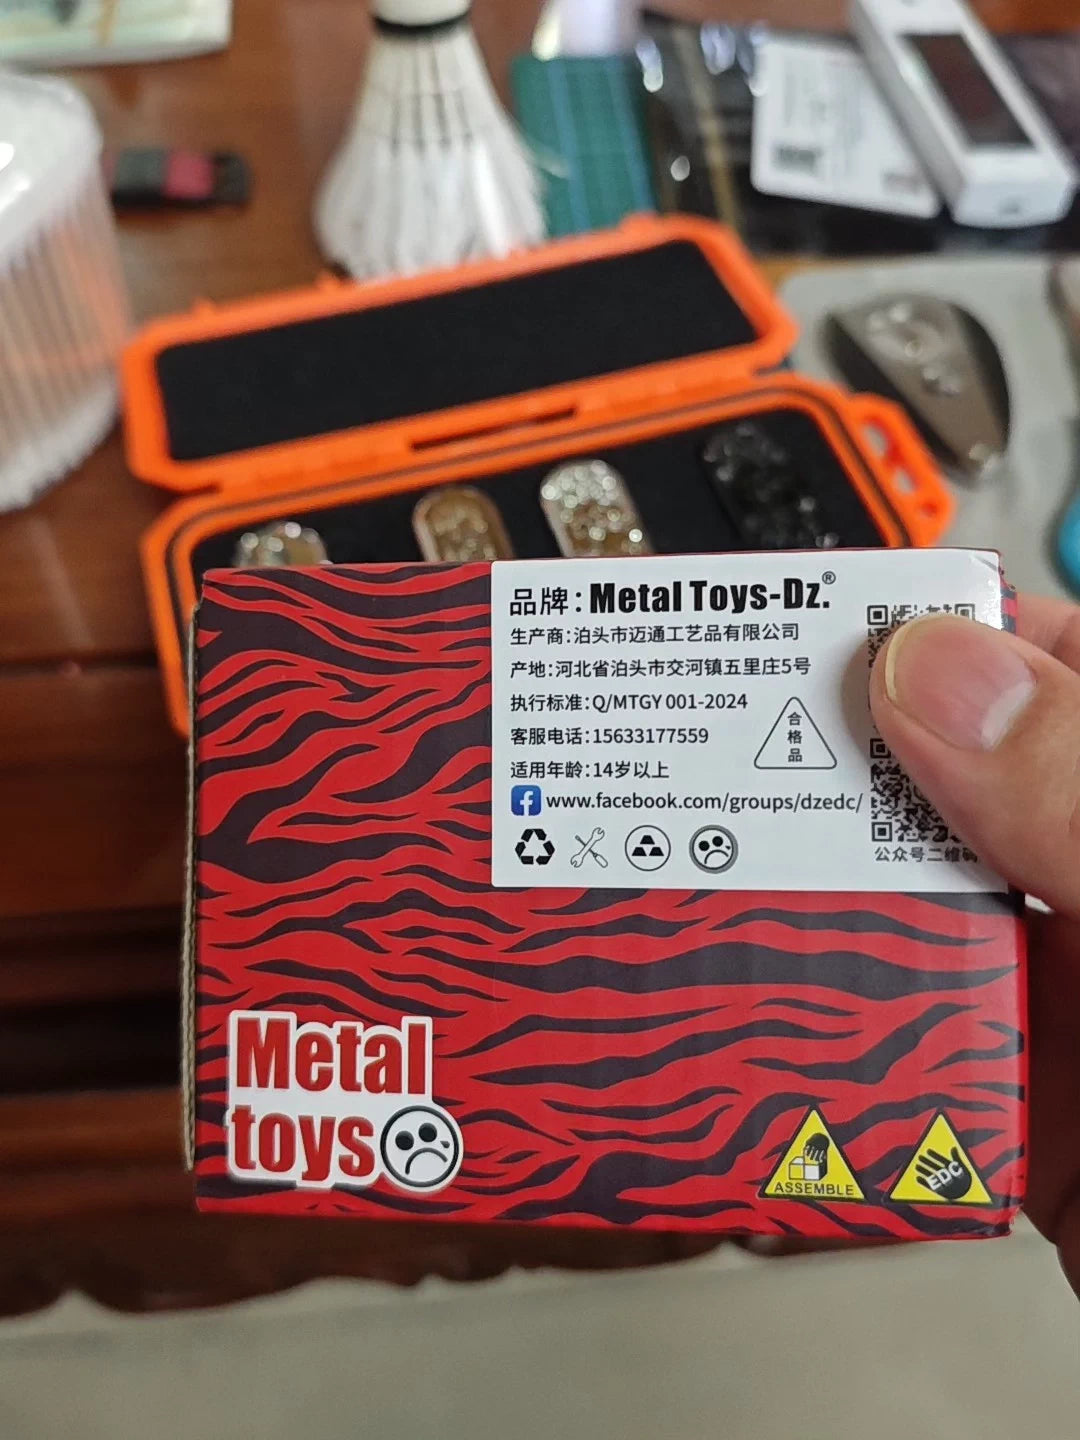 品牌：Metal Toys-Dz.®
生产商：泊头市迈通工艺品有限公司
产地：河北省泊头市交河镇五里庄5号
执行标准：Q/MTGY 001-2024
客服电话：15633177559
适用年龄：14岁以上
www.facebook.com/groups/dzedc/
合格品
公众号二维码
Metal
toys
ASSEMBLE
EDC